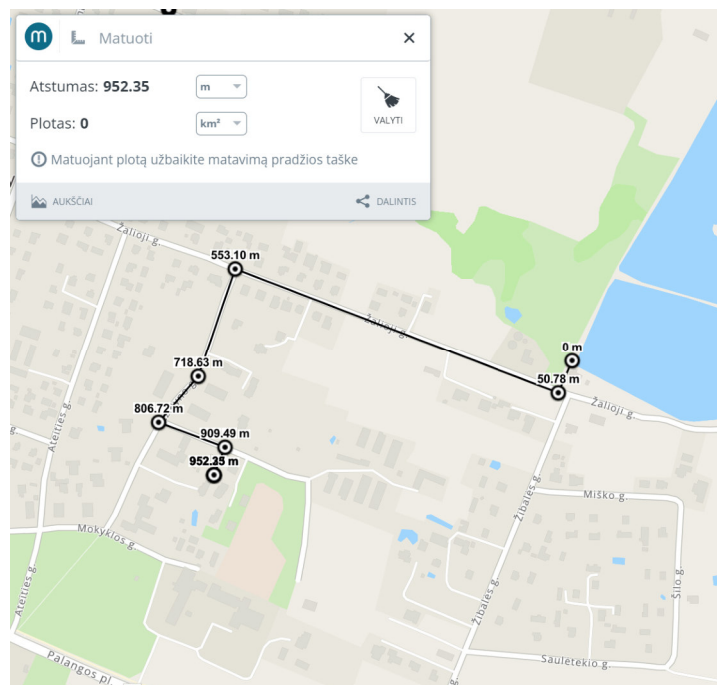 m
Matuoti
Atstumas: 952.35
m
Plotas: 0
km²
VALYTI
Matuojant plotą užbaikite matavimą pradžios taške
AUKŠČIAI
DALINTIS
Žalioji g.
553.10 m
Žalioji g.
0 m
718.63 m
50.78 m
Žalioji g.
806.72 m
Ateities g.
909.49 m
952.35 m
Žibalės g.
Miško g.
Mokyklos g.
Ateities g.
Šilo g.
Žibalės g.
Saulėtekio g.
Palangos pl.